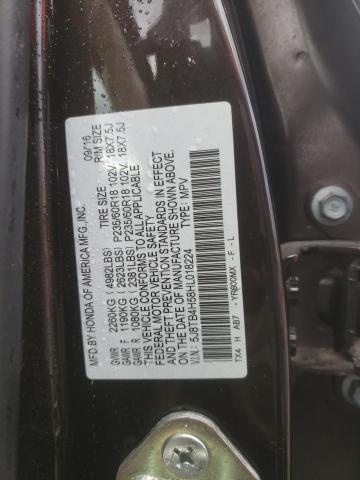 MFD.BY HONDA OF AMERICA MFG.,INC. 09/16
TIRE SIZE RIM SIZE
GVWR 2260KG (4982LBS) P235/60R18 102V 18X7.5J
GAWR F 1190KG (2623LBS) P235/60R18 102V 18X7.5J
GAWR R 1080KG (2381LBS)
THIS VEHICLE CONFORMS TO ALL APPLICABLE
FEDERAL MOTOR VEHICLE SAFETY STANDARDS IN EFFECT
ON THE DATE OF MANUFACTURE SHOWN ABOVE.
V.I.N.: 5J8TB4H58HL018224 TYPE: MPV
TX4 H AB7 - YR600MX - F - L